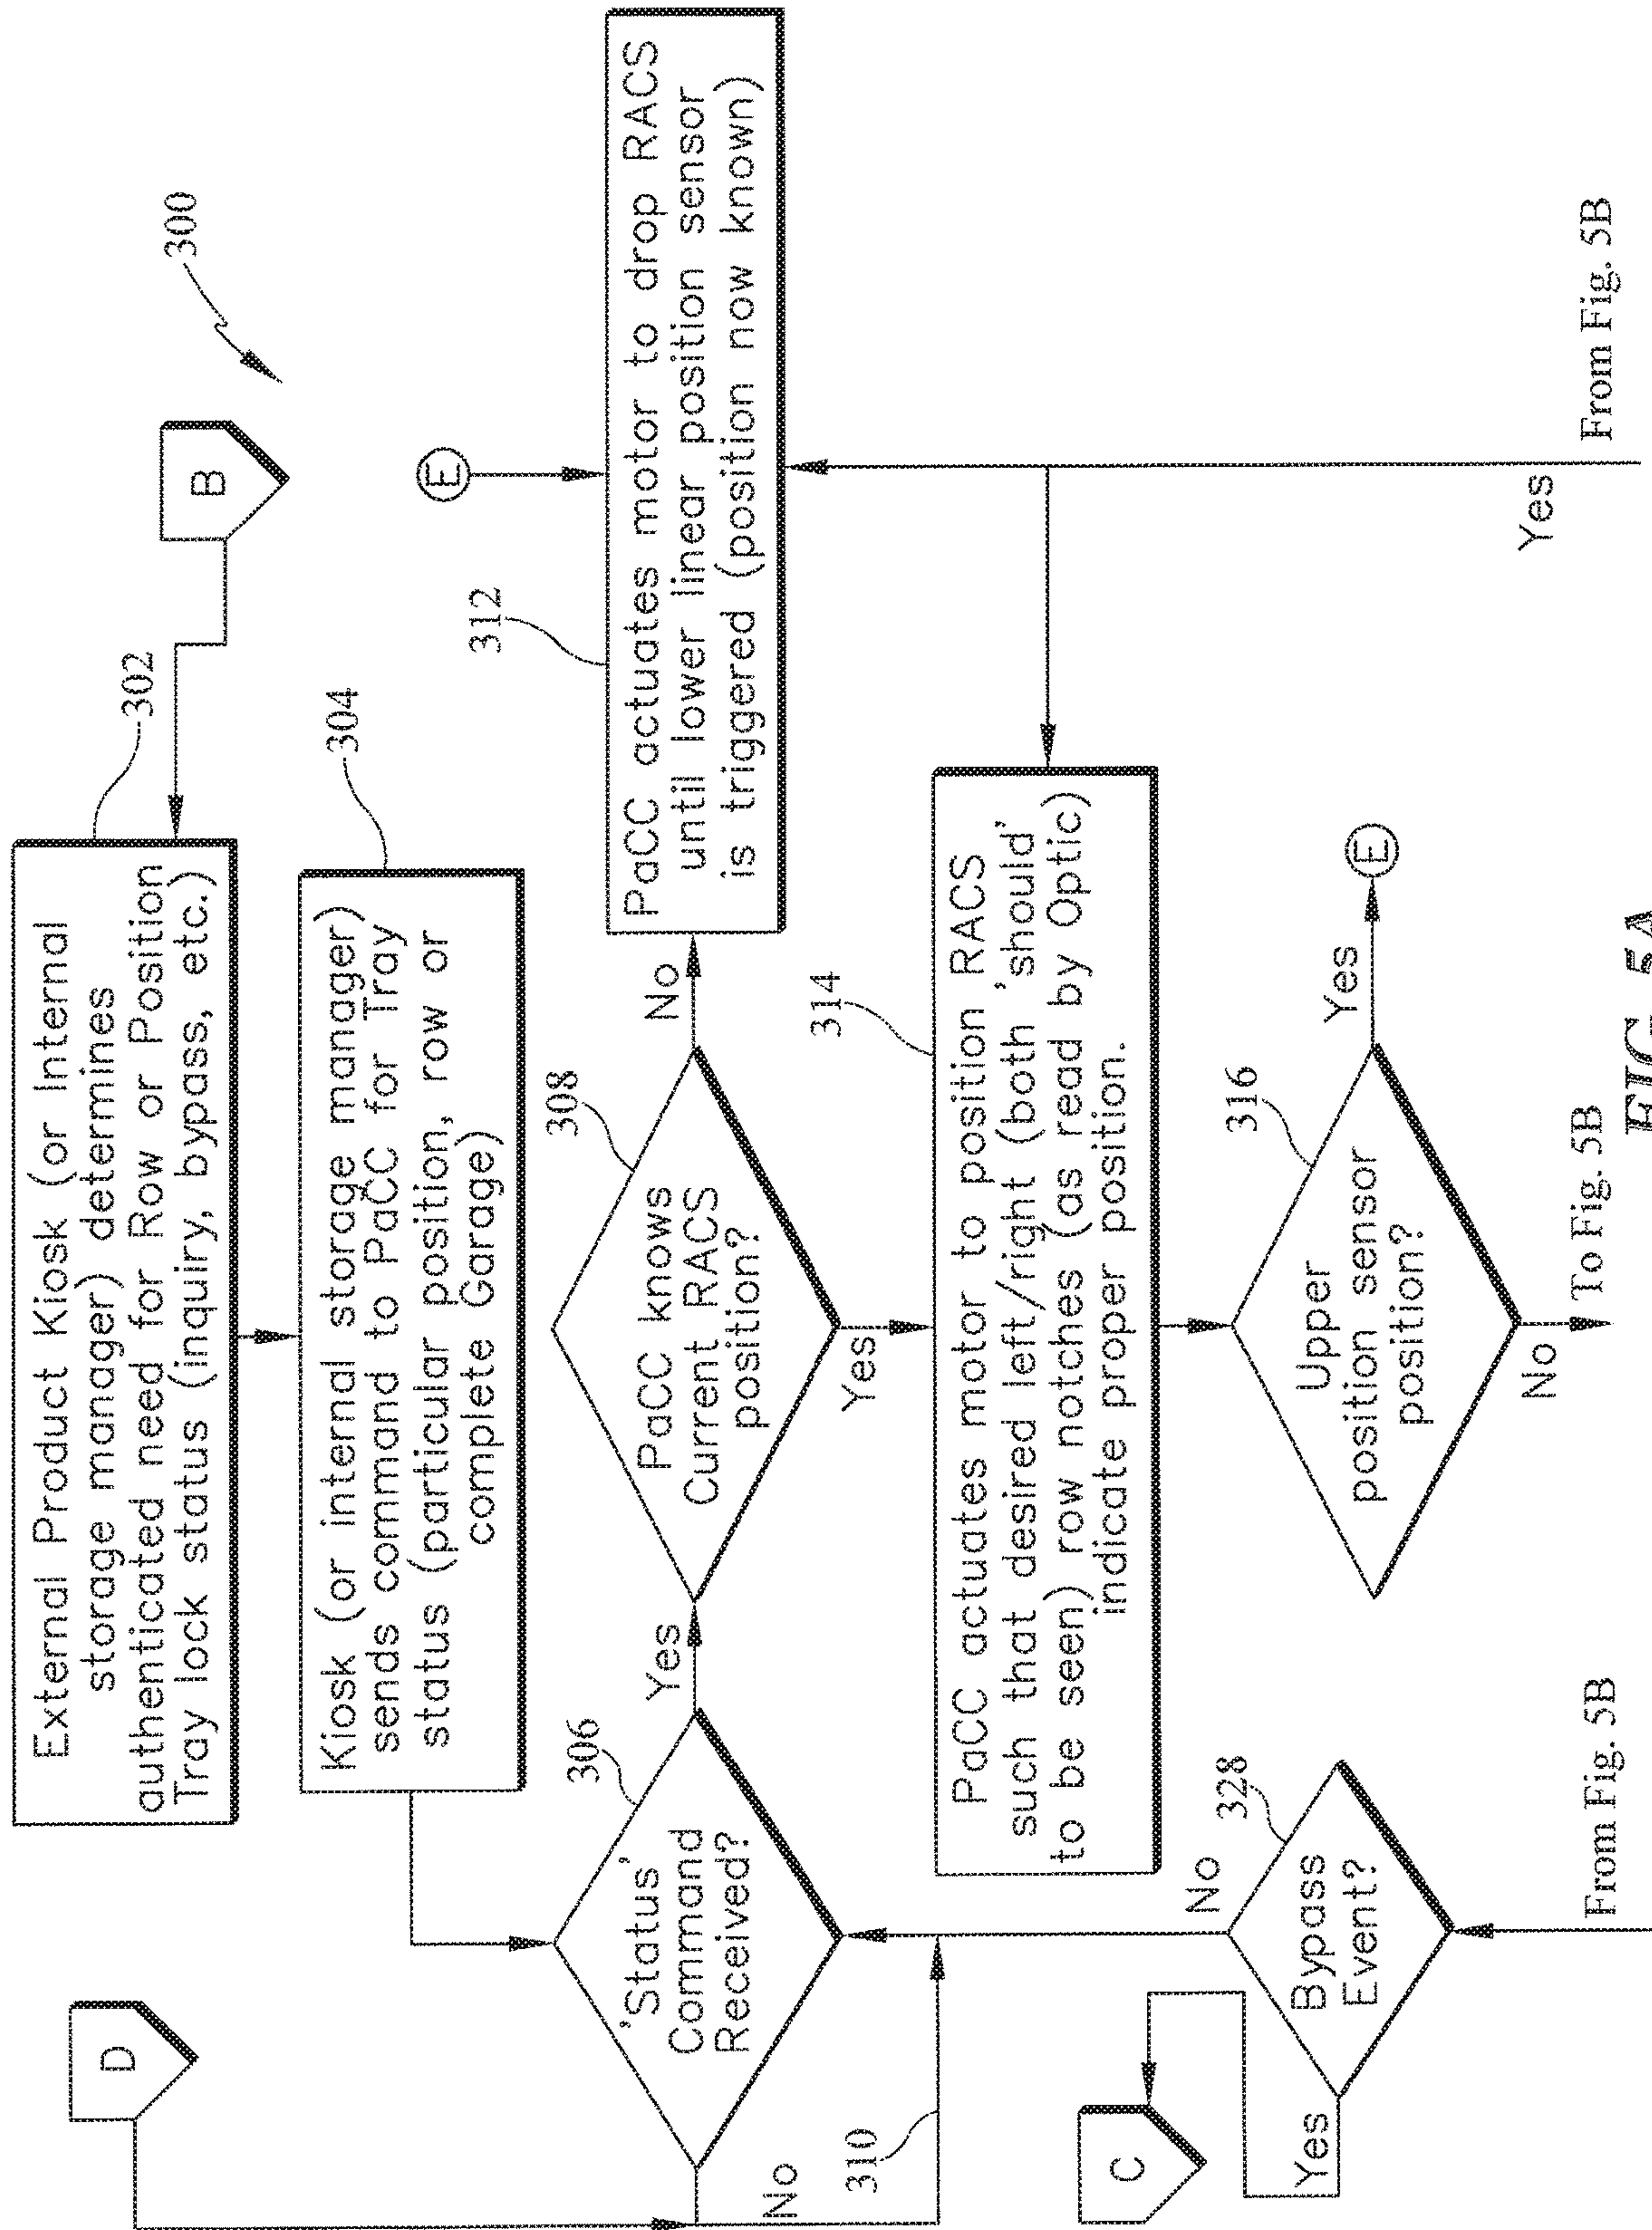 300
D
B
External Product Kiosk (or Internal
storage manager) determines
authenticated need for Row or Position
Tray lock status (inquiry, bypass, etc.)
302
Kiosk (or internal storage manager)
sends command to PaCC for Tray
status (particular position, row or
complete Garage)
304
'Status'
Command
Received?
306
Yes
No
310
PaCC knows
Current RACS
position?
308
No
Yes
E
312
PaCC actuates motor to drop RACS
until lower linear position sensor
is triggered (position now known)
PaCC actuates motor to position RACS
such that desired left/right (both 'should'
to be seen) row notches (as read by Optic)
indicate proper position.
314
C
Yes
Bypass
Event?
328
No
From Fig. 5B
Upper
position sensor
position?
316
Yes
E
No
To Fig. 5B
Yes
From Fig. 5B
FIG. 5A